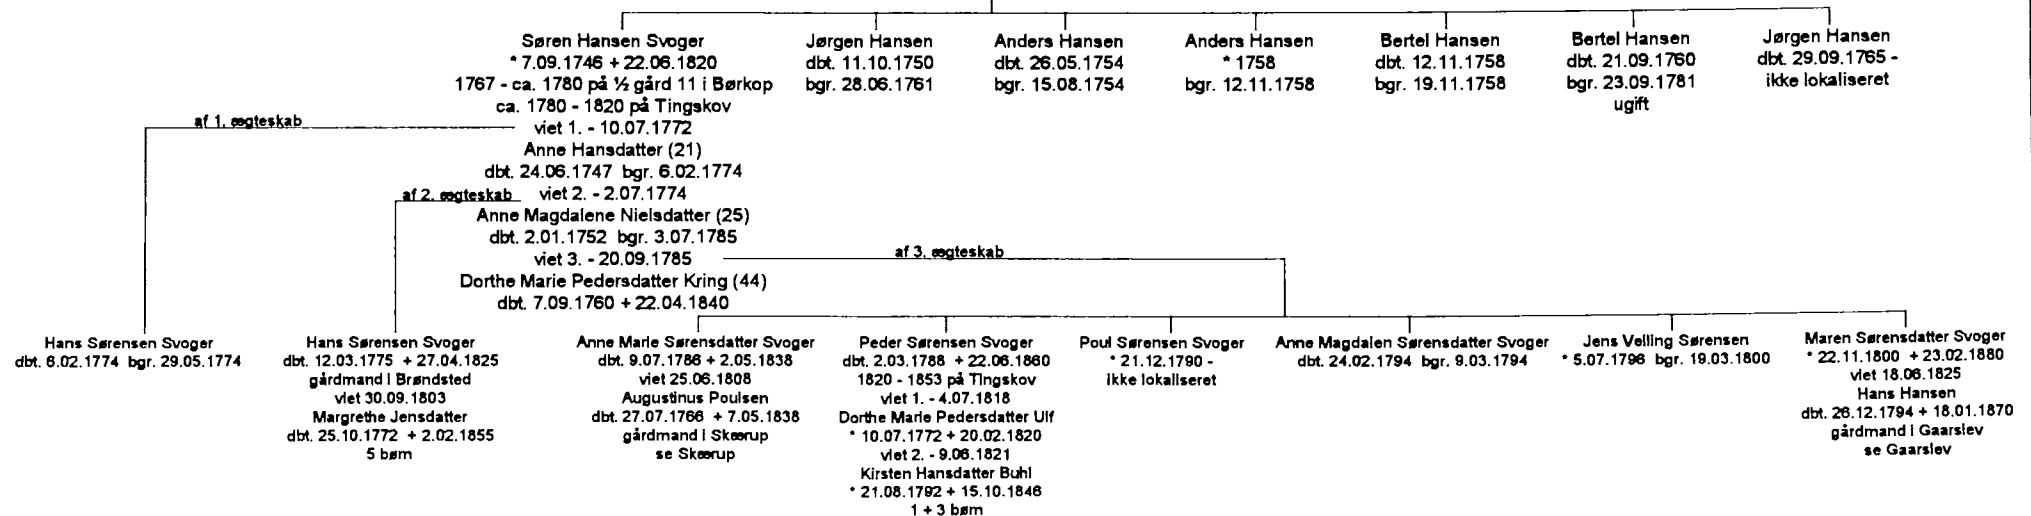 Søren Hansen Svoger
* 7.09.1746 + 22.06.1820
1767 - ca. 1780 på ½ gård 11 i Børkop
ca. 1780 - 1820 på Tingskov
viet 1. - 10.07.1772
Anne Hansdatter (21)
dbt. 24.06.1747 bgr. 6.02.1774
viet 2. - 2.07.1774
Anne Magdalene Nielsdatter (25)
dbt. 2.01.1752 bgr. 3.07.1785
viet 3. - 20.09.1785
Dorthe Marie Pedersdatter Kring (44)
dbt. 7.09.1760 + 22.04.1840
Jørgen Hansen
dbt. 11.10.1750
bgr. 28.06.1761
Anders Hansen
dbt. 26.05.1754
bgr. 15.08.1754
Anders Hansen
* 1758
bgr. 12.11.1758
Bertel Hansen
dbt. 12.11.1758
bgr. 19.11.1758
Bertel Hansen
dbt. 21.09.1760
bgr. 23.09.1781
ugift
Jørgen Hansen
dbt. 29.09.1765 -
ikke lokaliseret
af 1. ægteskab
af 2. ægteskab
af 3. ægteskab
Hans Sørensen Svoger
dbt. 6.02.1774 bgr. 29.05.1774
Hans Sørensen Svoger
dbt. 12.03.1775 + 27.04.1825
gårdmand i Brøndsted
viet 30.09.1803
Margrethe Jensdatter
dbt. 25.10.1772 + 2.02.1855
5 børn
Anne Marie Sørensdatter Svoger
dbt. 9.07.1786 + 2.05.1838
viet 25.06.1808
Augustinus Poulsen
dbt. 27.07.1766 + 7.05.1838
gårdmand i Skærup
se Skærup
Peder Sørensen Svoger
dbt. 2.03.1788 + 22.06.1860
1820 - 1853 på Tingskov
viet 1. - 4.07.1818
Dorthe Marie Pedersdatter Ulf
* 10.07.1772 + 20.02.1820
viet 2. - 9.06.1821
Kirsten Hansdatter Buhl
* 21.08.1792 + 15.10.1846
1 + 3 børn
Poul Sørensen Svoger
* 21.12.1790 -
ikke lokaliseret
Anne Magdalen Sørensdatter Svoger
dbt. 24.02.1794 bgr. 9.03.1794
Jens Velling Sørensen
* 5.07.1796 bgr. 19.03.1800
Maren Sørensdatter Svoger
* 22.11.1800 + 23.02.1880
viet 18.06.1825
Hans Hansen
dbt. 26.12.1794 + 18.01.1870
gårdmand i Gaarslev
se Gaarslev